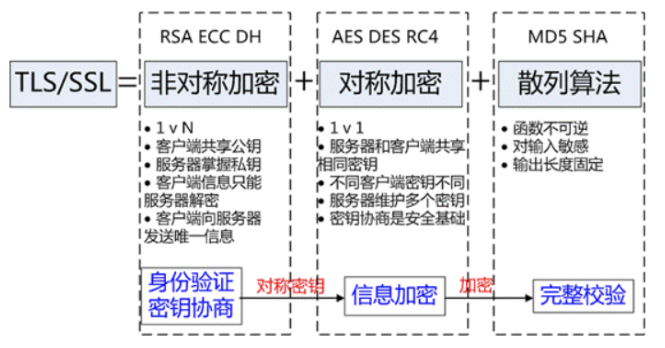 RSA ECC DH
AES DES RC4
MD5 SHA
TLS/SSL = 非对称加密 + 对称加密 + 散列算法
• 1 v N
• 客户端共享公钥
• 服务器掌握私钥
• 客户端信息只能
服务器解密
• 客户端向服务器
发送唯一信息
• 1 v 1
• 服务器和客户端共享
相同密钥
• 不同客户端密钥不同
• 服务器维护多个密钥
• 密钥协商是安全基础
• 函数不可逆
• 对输入敏感
• 输出长度固定
身份验证
密钥协商
对称密钥
信息加密
加密
完整校验